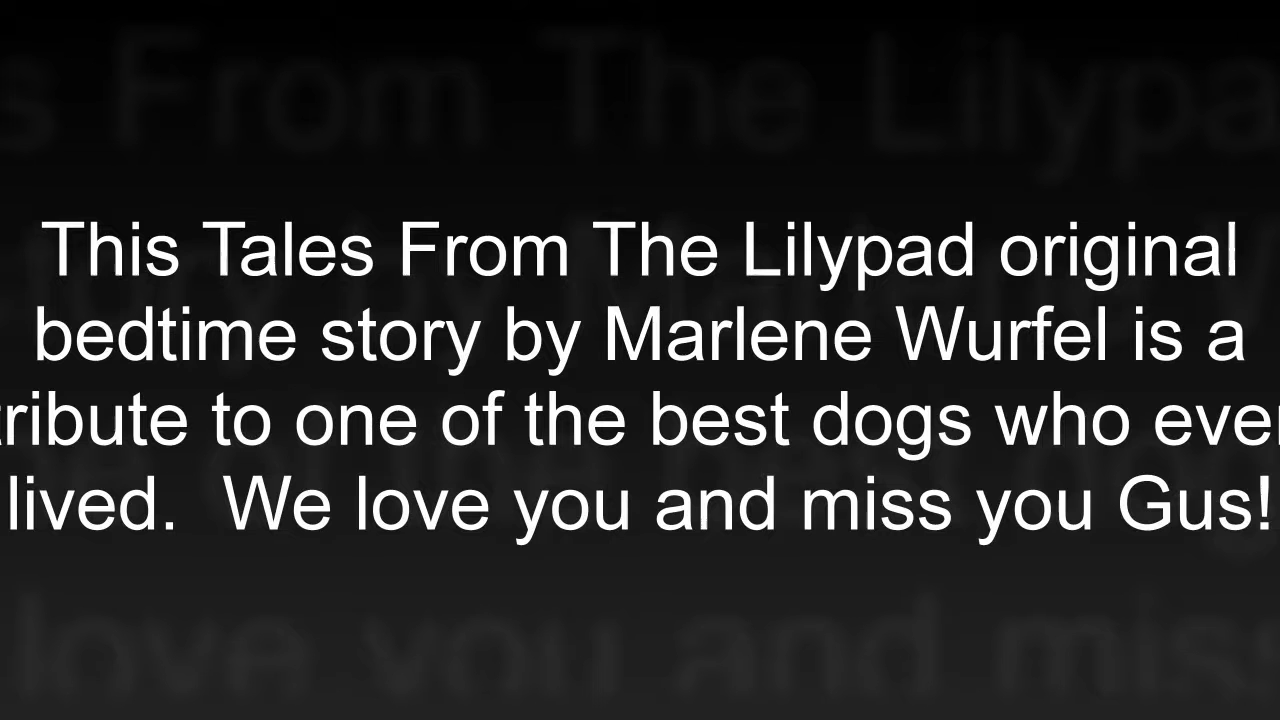 This Tales From The Lilypad original
bedtime story by Marlene Wurfel is a
tribute to one of the best dogs who ever
lived.  We love you and miss you Gus!